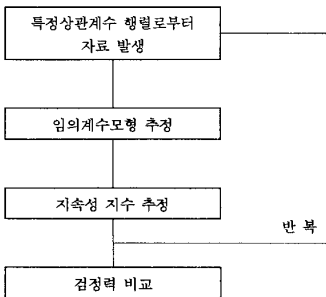 특정상관계수 행렬로부터
자료 발생
임의계수모형 추정
지속성 지수 추정
반 복
검정력 비교